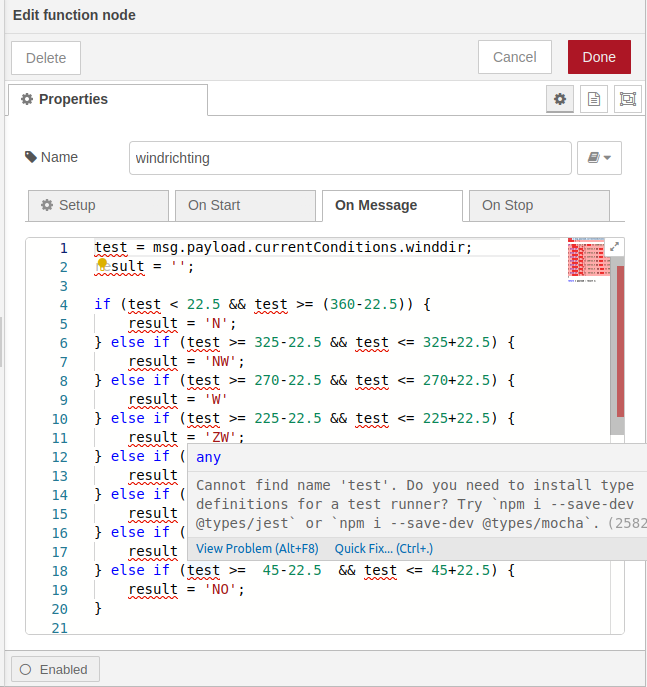 Edit function node
Delete
Cancel
Done
Properties
Name
windrichting
Setup
On Start
On Message
On Stop
1 test = msg.payload.currentConditions.winddir;
2 result = '';
3
4 if (test < 22.5 && test >= (360-22.5)) {
5 result = 'N';
6 } else if (test >= 325-22.5 && test <= 325+22.5) {
7 result = 'NW';
8 } else if (test >= 270-22.5 && test <= 270+22.5) {
9 result = 'W'
10 } else if (test >= 225-22.5 && test <= 225+22.5) {
11 result = 'ZW';
12 } else if (
any
13 result
Cannot find name 'test'. Do you need to install type
14 } else if (
definitions for a test runner? Try `npm i --save-dev
15 result
@types/jest` or `npm i --save-dev @types/mocha`. (2582
16 } else if (
17 result
View Problem (Alt+F8) Quick Fix... (Ctrl+.)
18 } else if (test >=  45-22.5  && test <= 45+22.5) {
19 result = 'NO';
20 }
21
Enabled